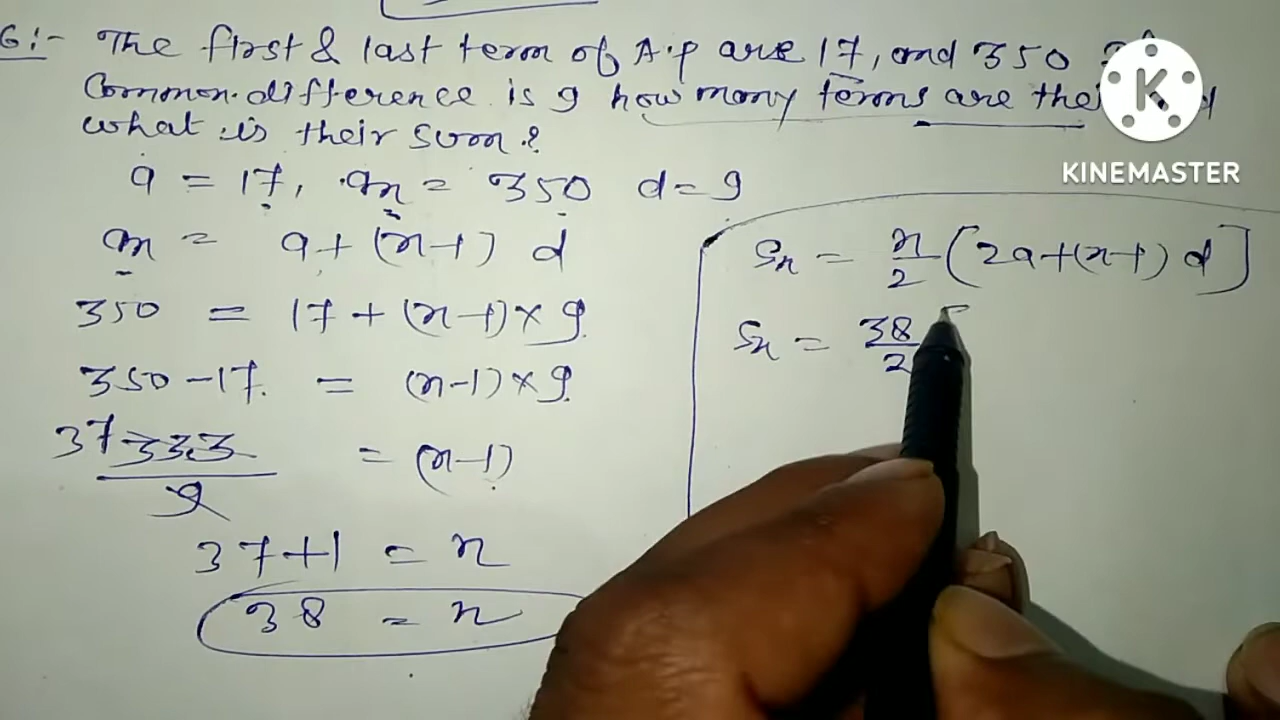 6:- The first & last term of A.p are 17, and 350
Common.difference is 9 how many terms are
what is their sum?
a = 17, an = 350 d=9
an = a+(n-1) d
350 = 17+(n-1)×9
350-17 = (n-1)×9
37 333 = (n-1)
9
37+1 = n
38 = n
Sn = n/2 (2a+(n-1) d]
Sn = 38/2
K
KINEMASTER